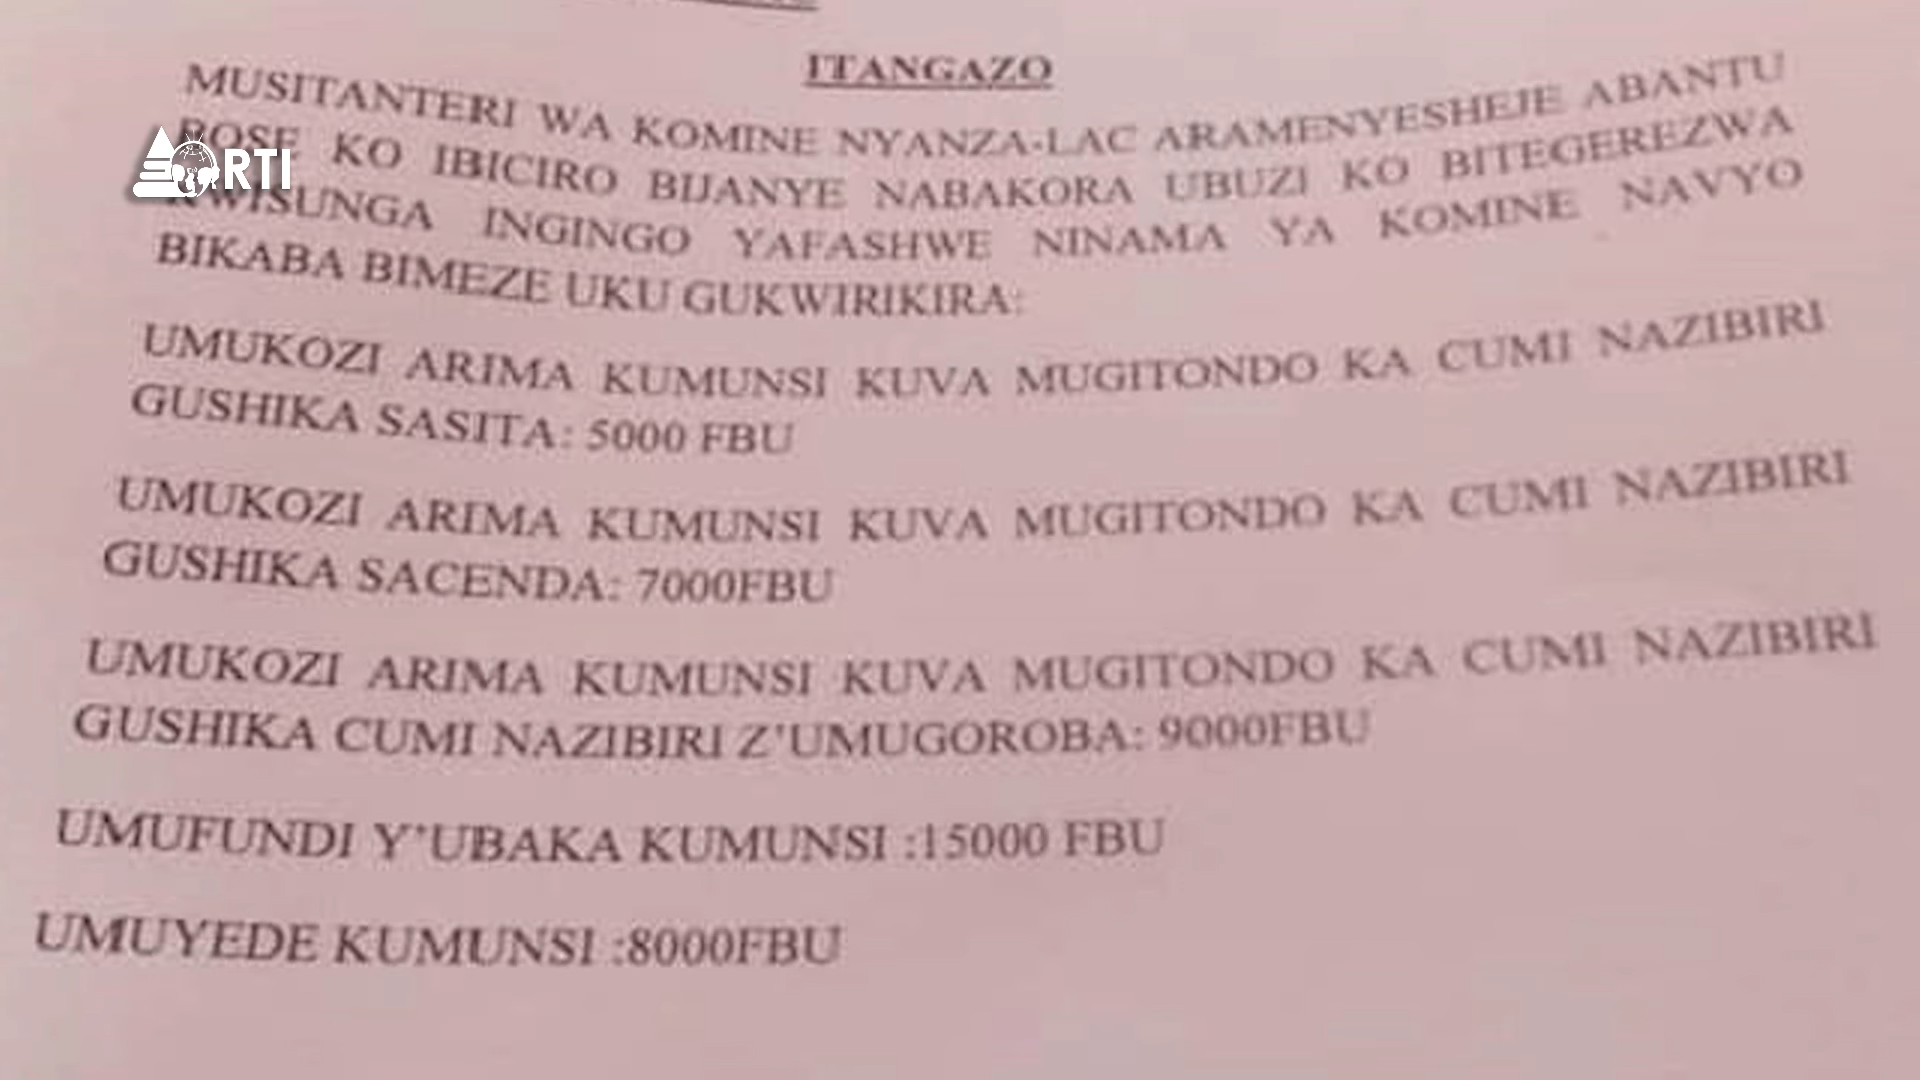 ITANGAZO
MUSITANTERI WA KOMINE NYANZA-LAC ARAMENYESHEJE ABANTU
BOSE KO IBICIRO BIJANYE NABAKORA UBUZI KO BITEGEREZWA
KWISUNGA INGINGO YAFASHWE NINAMA YA KOMINE NAVYO
BIKABA BIMEZE UKU GUKWIRIKIRA:
UMUKOZI ARIMA KUMUNSI KUVA MUGITONDO KA CUMI NAZIBIRI
GUSHIKA SASITA: 5000 FBU
UMUKOZI ARIMA KUMUNSI KUVA MUGITONDO KA CUMI NAZIBIRI
GUSHIKA SACENDA: 7000FBU
UMUKOZI ARIMA KUMUNSI KUVA MUGITONDO KA CUMI NAZIBIRI
GUSHIKA CUMI NAZIBIRI Z'UMUGOROBA: 9000FBU
UMUFUNDI Y'UBAKA KUMUNSI :15000 FBU
UMUYEDE KUMUNSI :8000FBU
RTI